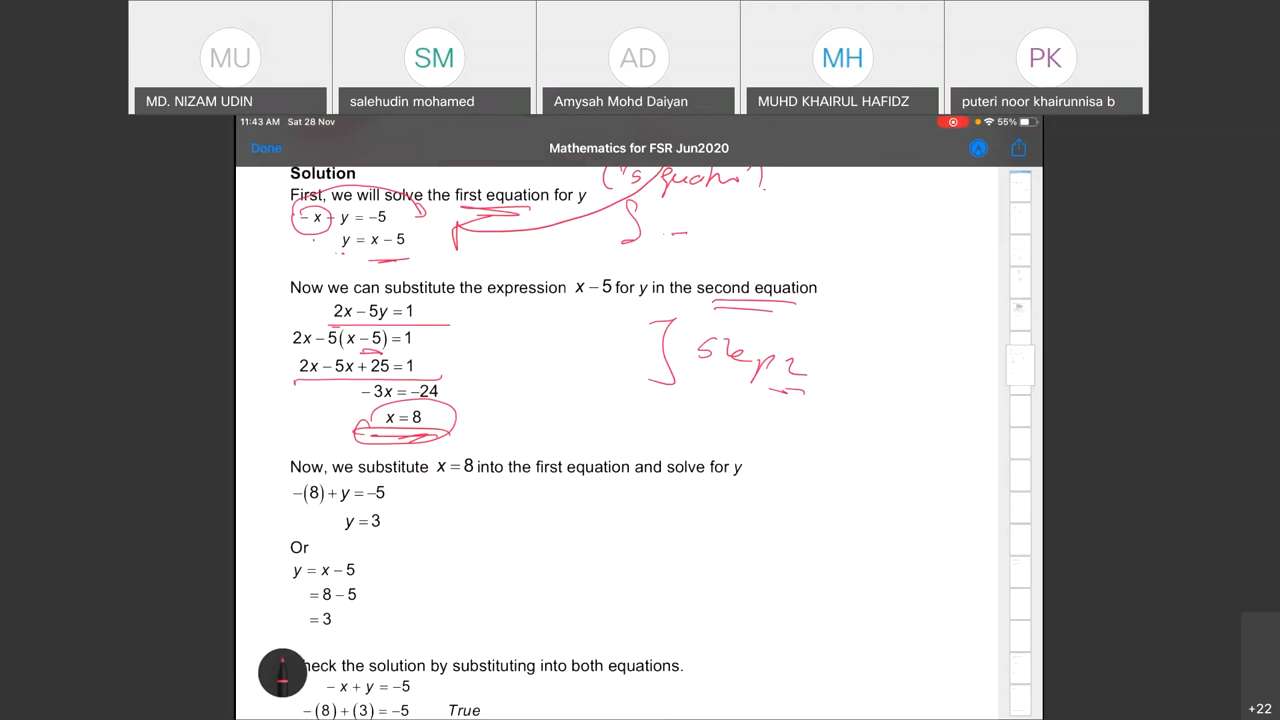 MU
SM
AD
MH
PK
MD. NIZAM UDIN
salehudin mohamed
Amysah Mohd Daiyan
MUHD KHAIRUL HAFIDZ
puteri noor khairunnisa b
11:43 AM Sat 28 Nov
55%
Done
Mathematics for FSR Jun2020
Solution
First, we will solve the first equation for y
− x + y = −5
y = x − 5
Now we can substitute the expression x − 5 for y in the second equation
2x − 5y = 1
2x − 5(x − 5) = 1
2x − 5x + 25 = 1
step 2
− 3x = −24
x = 8
Now, we substitute x = 8 into the first equation and solve for y
−(8) + y = −5
y = 3
Or
y = x − 5
= 8 − 5
= 3
heck the solution by substituting into both equations.
− x + y = −5
−(8) + (3) = −5 True
+22